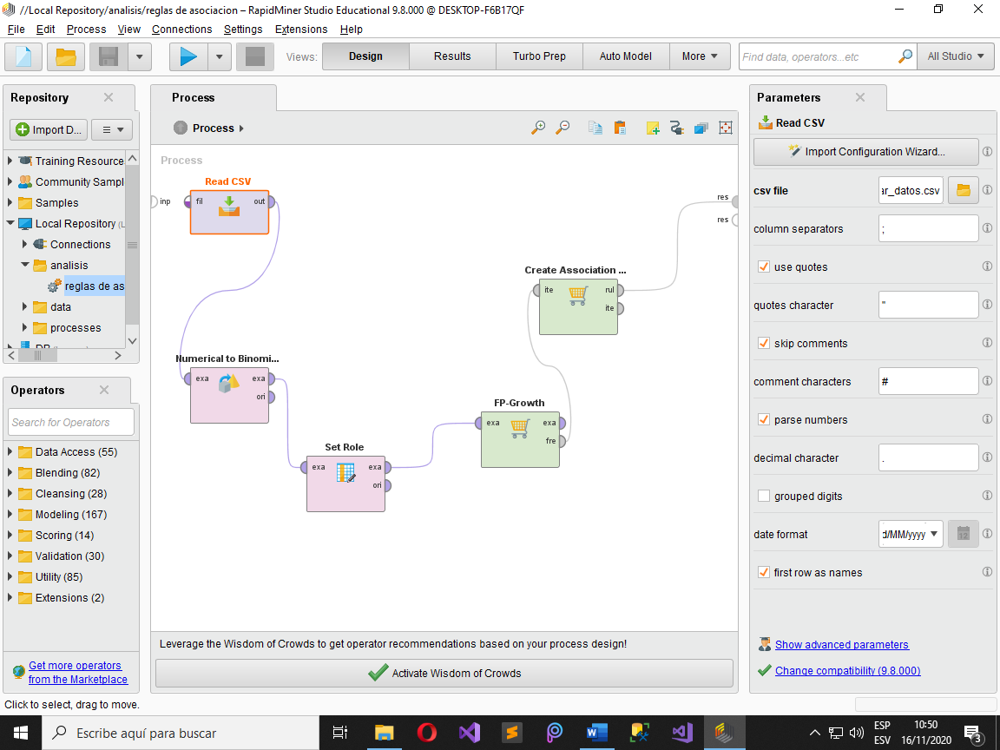 //Local Repository/analisis/reglas de asociacion – RapidMiner Studio Educational 9.8.000 @ DESKTOP-F6B17QF
File Edit Process View Connections Settings Extensions Help
Views: Design Results Turbo Prep Auto Model More Find data, operators...etc All Studio
Repository
Import D...
Training Resource
Community Sampl
Samples
Local Repository (L
Connections
analisis
reglas de as
data
processes
Operators
Search for Operators
Data Access (55)
Blending (82)
Cleansing (28)
Modeling (167)
Scoring (14)
Validation (30)
Utility (85)
Extensions (2)
Get more operators
from the Marketplace
Process
Process
Process
Read CSV
inp fil out
res
res
Create Association ...
ite rul
ite
Numerical to Binomi...
exa exa
ori
FP-Growth
exa exa
fre
Set Role
exa exa
ori
Leverage the Wisdom of Crowds to get operator recommendations based on your process design!
Activate Wisdom of Crowds
Parameters
Read CSV
Import Configuration Wizard...
csv file ar_datos.csv
column separators ;
use quotes
quotes character "
skip comments
comment characters #
parse numbers
decimal character .
grouped digits
date format d/MM/yyyy
first row as names
Show advanced parameters
Change compatibility (9.8.000)
Click to select, drag to move.
Escribe aquí para buscar
ESP
ESV
10:50
16/11/2020
3